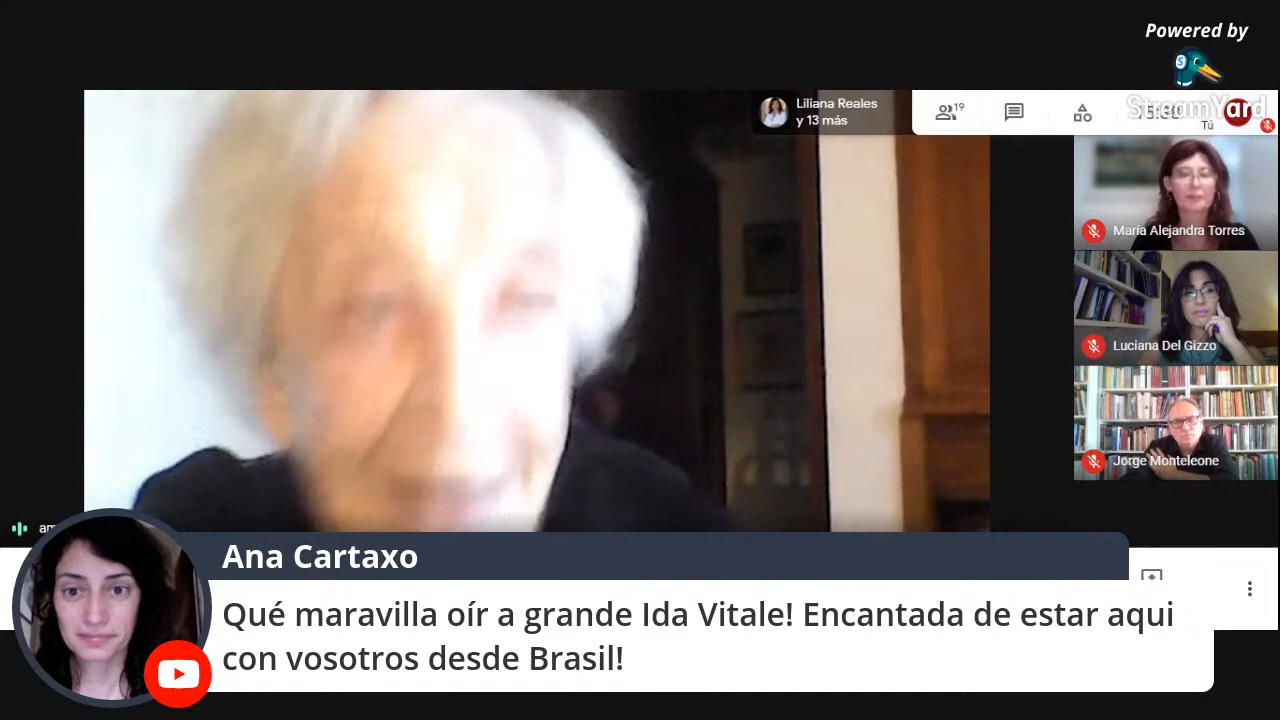 Powered by
StreamYard
Liliana Reales
y 13 más
19
Tú
María Alejandra Torres
Luciana Del Gizzo
Jorge Monteleone
Ana Cartaxo
Qué maravilla oír a grande Ida Vitale! Encantada de estar aqui
con vosotros desde Brasil!